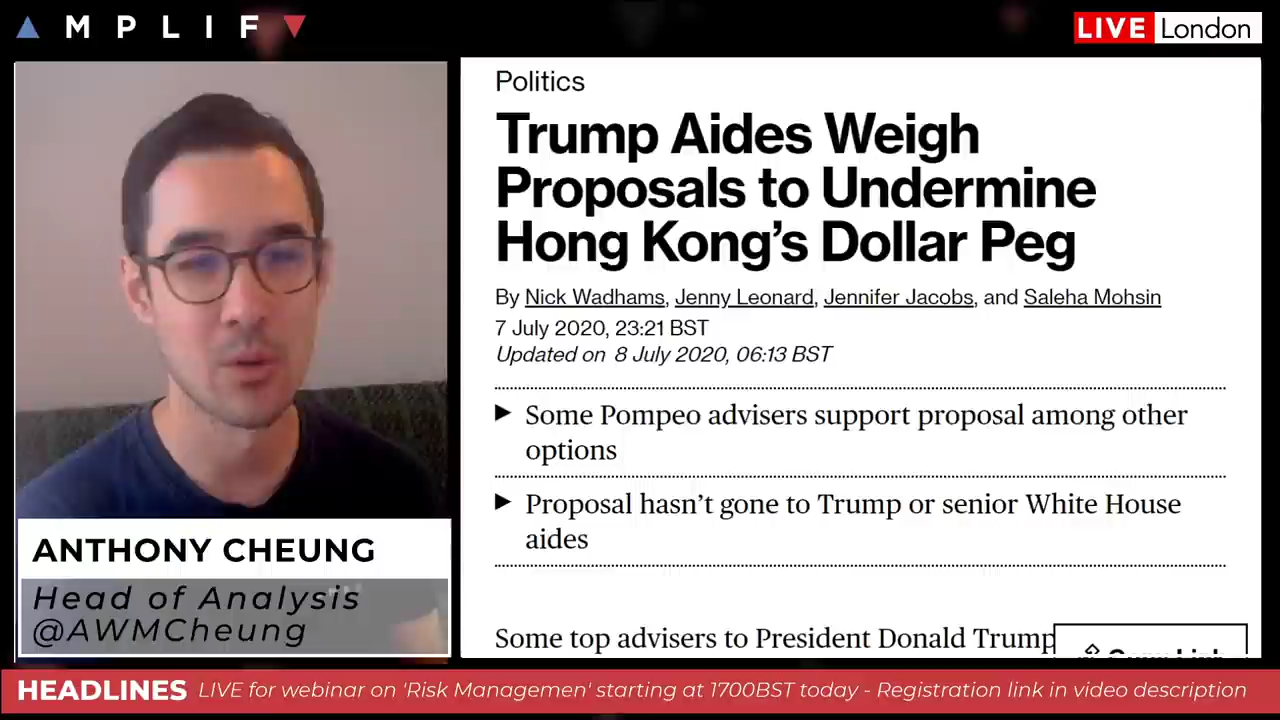 MPLIF
LIVE London
Politics
Trump Aides Weigh
Proposals to Undermine
Hong Kong’s Dollar Peg
By Nick Wadhams, Jenny Leonard, Jennifer Jacobs, and Saleha Mohsin
7 July 2020, 23:21 BST
Updated on 8 July 2020, 06:13 BST
Some Pompeo advisers support proposal among other
options
Proposal hasn’t gone to Trump or senior White House
aides
Some top advisers to President Donald Trump
ANTHONY CHEUNG
Head of Analysis
@AWMCheung
HEADLINES LIVE for webinar on 'Risk Managemen' starting at 1700BST today - Registration link in video description